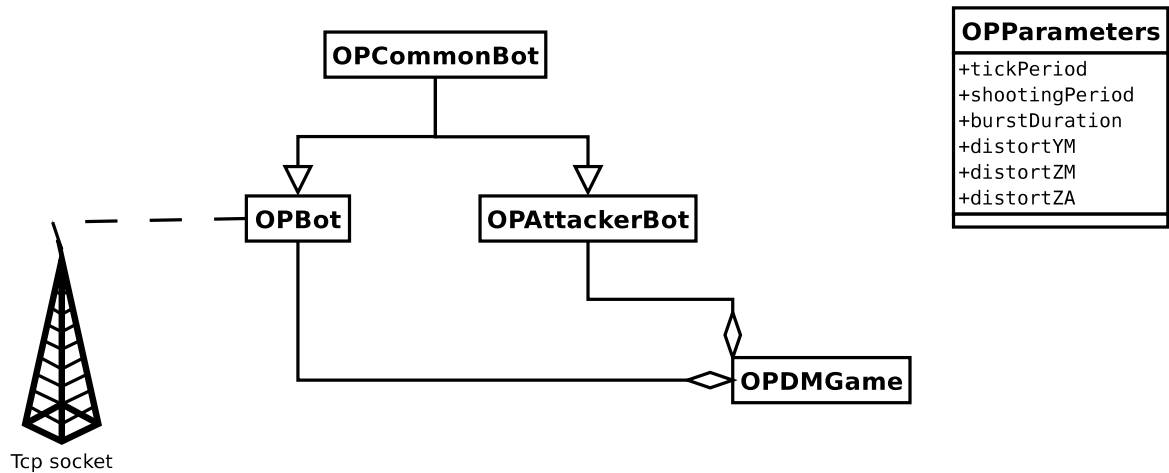 OPCommonBot
OPParameters
+tickPeriod
+shootingPeriod
+burstDuration
+distortYM
+distortZM
+distortZA
OPBot
OPAttackerBot
OPDMGame
Tcp socket